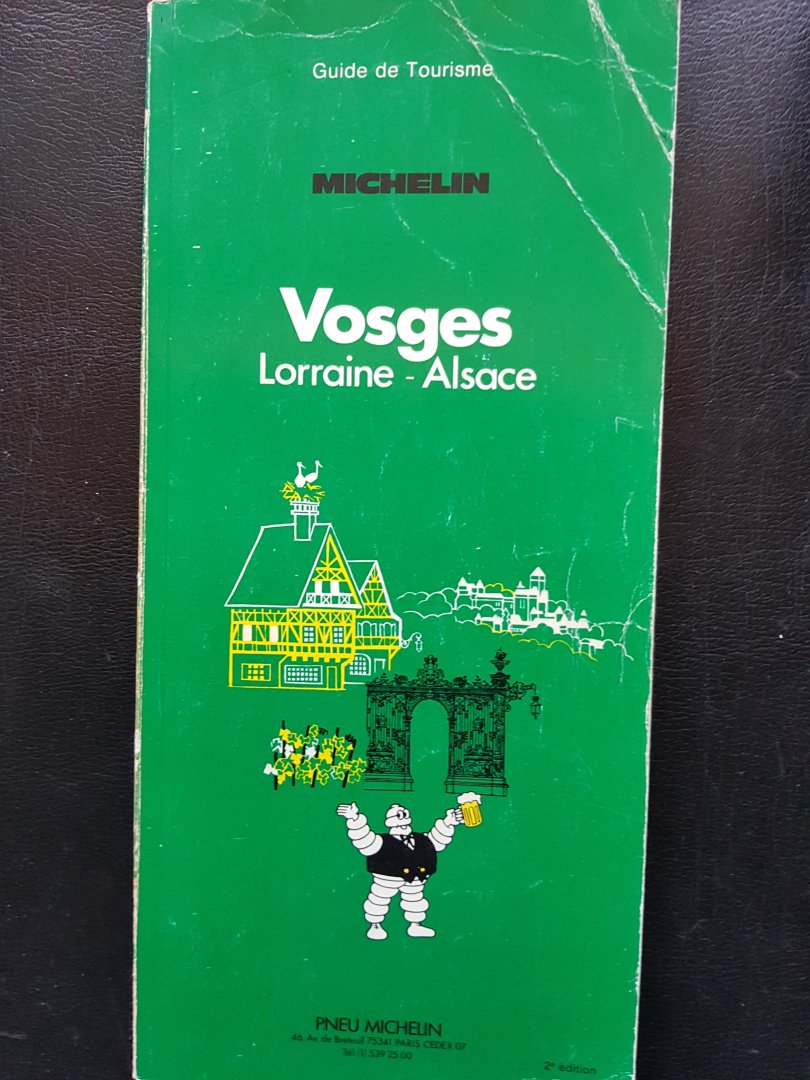 Guide de Tourisme
MICHELIN
Vosges
Lorraine - Alsace
PNEU MICHELIN
46, Av. de Breteuil 75341 PARIS CEDEX 07
Tél. (1) 539 25 00
2e édition